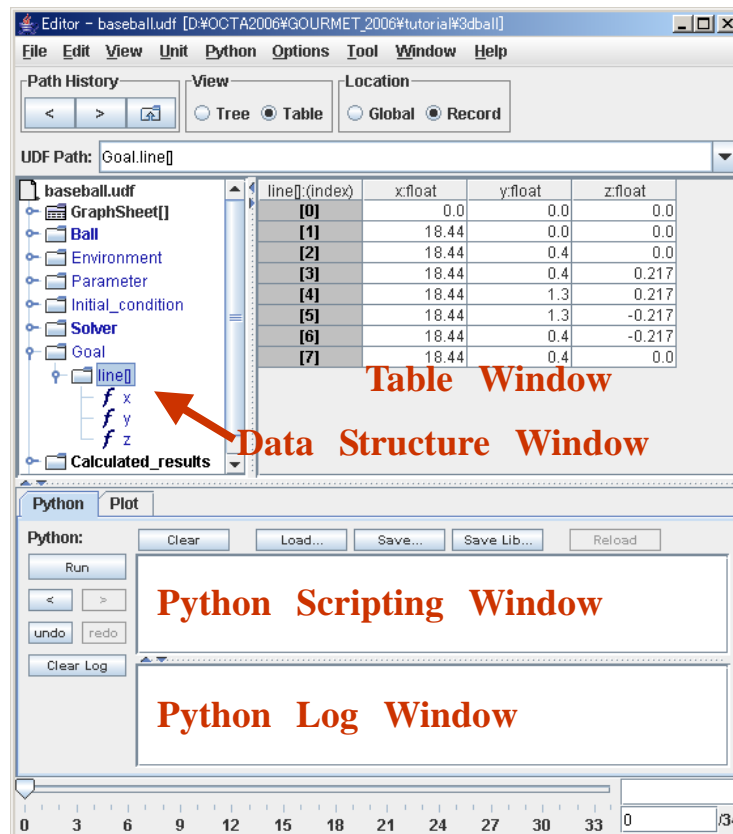 Editor - baseball.udf [D:¥OCTA2006¥GOURMET_2006¥tutorial¥3dball]
File Edit View Unit Python Options Tool Window Help
Path History View Location
< > Tree Table Global Record
UDF Path: Goal.line[]
baseball.udf
GraphSheet[]
Ball
Environment
Parameter
Initial_condition
Solver
Goal
line[]
f x
f y
f z
Calculated_results
line[]:(index) x:float y:float z:float
[0] 0.0 0.0 0.0
[1] 18.44 0.0 0.0
[2] 18.44 0.4 0.0
[3] 18.44 0.4 0.217
[4] 18.44 1.3 0.217
[5] 18.44 1.3 -0.217
[6] 18.44 0.4 -0.217
[7] 18.44 0.4 0.0
Table Window
Data Structure Window
Python Plot
Python: Clear Load... Save... Save Lib... Reload
Run
< >
undo redo
Clear Log
Python Scripting Window
Python Log Window
0 3 6 9 12 15 18 21 24 27 30 33 0 /34